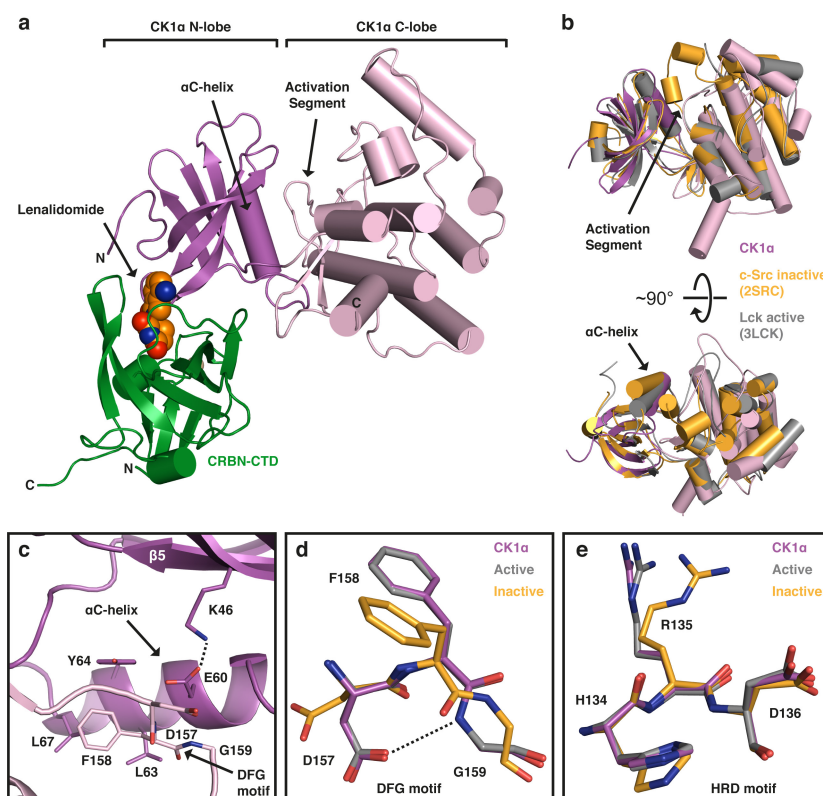 a
CK1α N-lobe
CK1α C-lobe
αC-helix
Activation
Segment
Lenalidomide
N
C
N
C
CRBN-CTD
b
Activation
Segment
CK1α
c-Src inactive
(2SRC)
~90°
Lck active
(3LCK)
αC-helix
c
β5
K46
αC-helix
Y64
E60
D157
L67
F158
L63
G159
DFG
motif
d
CK1α
Active
Inactive
F158
D157
G159
DFG motif
e
CK1α
Active
Inactive
R135
H134
D136
HRD motif